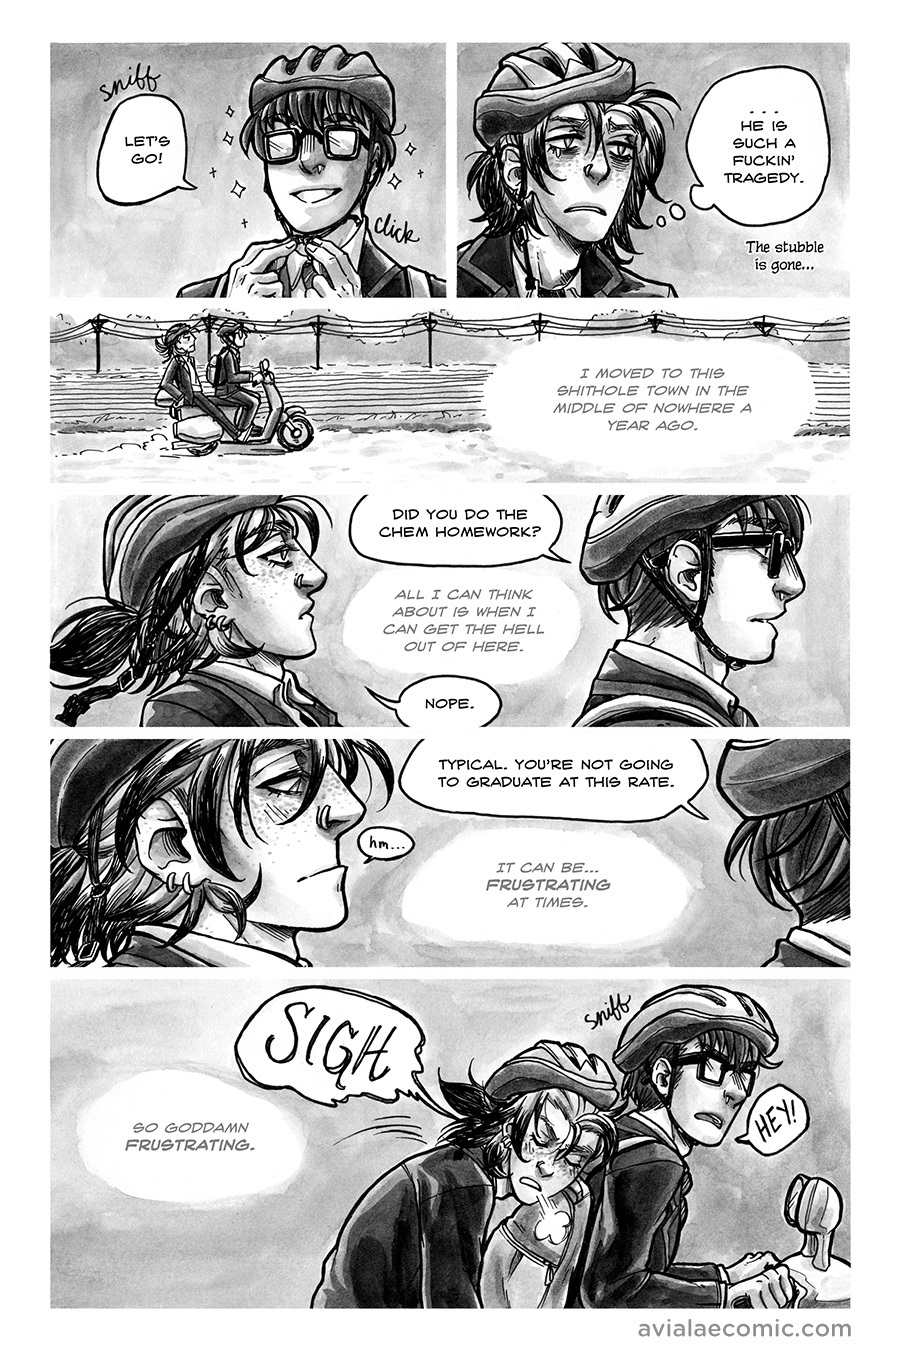 sniff
LET'S
GO!
click
...
HE IS
SUCH A
FUCKIN'
TRAGEDY.
The stubble
is gone...
I MOVED TO THIS
SHITHOLE TOWN IN THE
MIDDLE OF NOWHERE A
YEAR AGO.
DID YOU DO THE
CHEM HOMEWORK?
ALL I CAN THINK
ABOUT IS WHEN I
CAN GET THE HELL
OUT OF HERE.
NOPE.
TYPICAL. YOU'RE NOT GOING
TO GRADUATE AT THIS RATE.
hm...
IT CAN BE...
FRUSTRATING
AT TIMES.
SIGH
sniff
HEY!
SO GODDAMN
FRUSTRATING.
avialaecomic.com